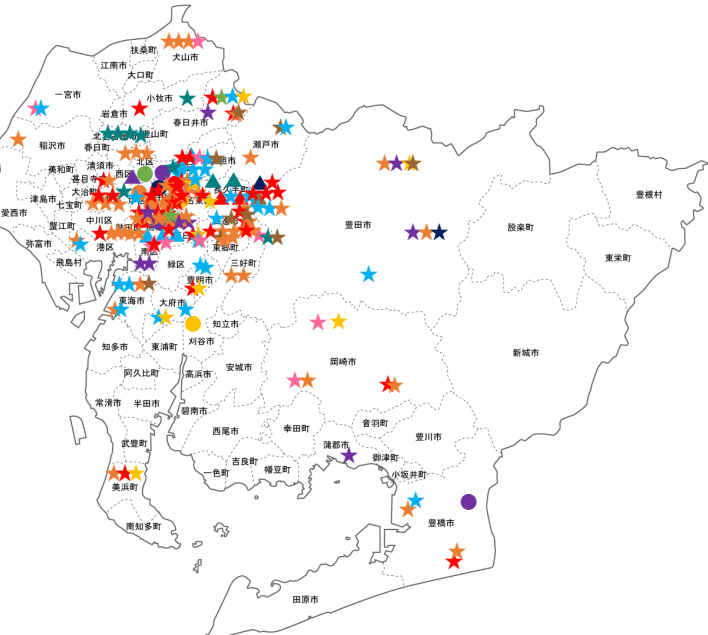 扶桑町
犬山市
江南市
大口町
一宮市
小牧市
岩倉市
春日井市
豊山町
稲沢市
春日町
瀬戸市
北区
清須市
美和町
西区
甚目寺
大治町
長久手町
津島市
七宝町
豊根村
愛西市
中川区
蟹江町
豊田市
設楽町
弥富市
港区
東郷町
東栄町
飛島村
緑区
三好町
豊明市
東海市
大府市
知立市
刈谷市
知多市
東浦町
新城市
岡崎市
安城市
阿久比町
高浜市
常滑市
半田市
碧南市
音羽町
幸田町
西尾市
豊川市
武豊町
蒲郡市
御津町
吉良町
幡豆町
一色町
小坂井町
美浜町
豊橋市
南知多町
田原市